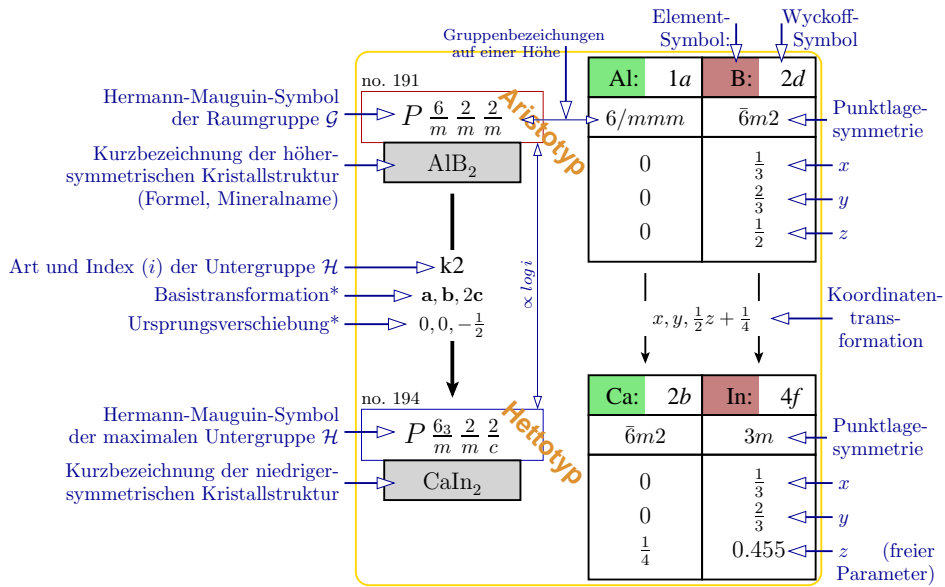 Gruppenbezeichungen
auf einer Höhe
Element-
Symbol:
Wyckoff-
Symbol
no. 191
Hermann-Mauguin-Symbol
der Raumgruppe 𝒢
P 6/m 2/m 2/m
Aristotyp
Al: 1a B: 2d
6/mmm 6̄m2
Punktlage-
symmetrie
Kurzbezeichnung der höher-
symmetrischen Kristallstruktur
(Formel, Mineralname)
AlB₂
0 1/3 x
0 2/3 y
0 1/2 z
Art und Index (i) der Untergruppe ℋ
k2
Basistransformation*
a, b, 2c
Ursprungsverschiebung*
0, 0, −1/2
∝ log i
x, y, 1/2z + 1/4
Koordinaten-
trans-
formation
no. 194
Hermann-Mauguin-Symbol
der maximalen Untergruppe ℋ
P 6₃/m 2/m 2/c
Hettotyp
Ca: 2b In: 4f
6̄m2 3m
Punktlage-
symmetrie
Kurzbezeichnung der niedriger-
symmetrischen Kristallstruktur
CaIn₂
0 1/3 x
0 2/3 y
1/4 0.455 z (freier
Parameter)